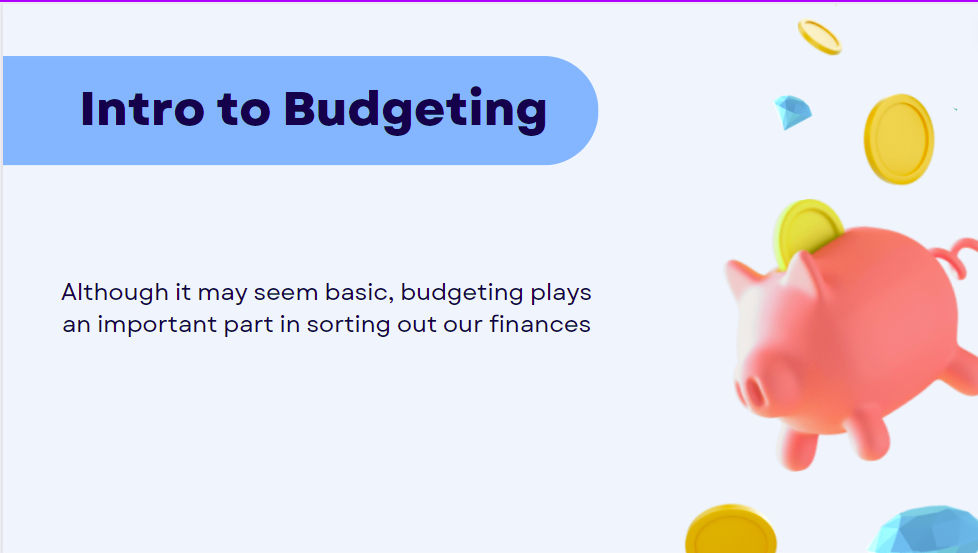 Intro to Budgeting
Although it may seem basic, budgeting plays
an important part in sorting out our finances